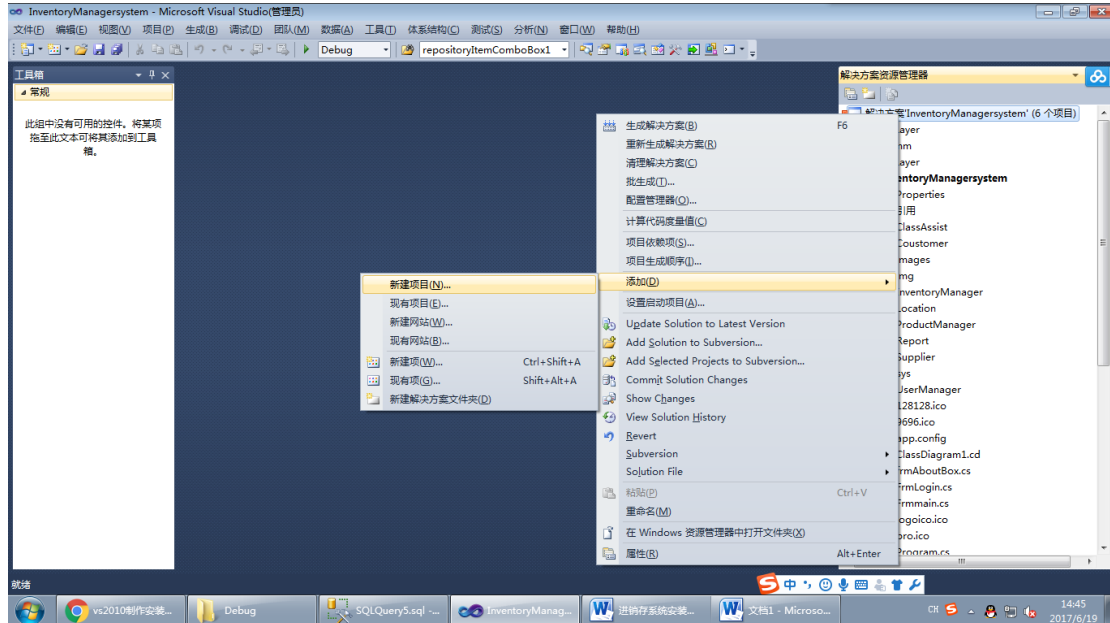 InventoryManagersystem - Microsoft Visual Studio(管理员)
文件(F) 编辑(E) 视图(V) 项目(P) 生成(B) 调试(D) 团队(M) 数据(A) 工具(T) 体系结构(C) 测试(S) 分析(N) 窗口(W) 帮助(H)
Debug repositoryItemComboBox1
工具箱
常规
此组中没有可用的控件。将某项
拖至此文本可将其添加到工具
箱。
新建项目(N)...
现有项目(E)...
新建网站(W)...
现有网站(B)...
新建项(W)... Ctrl+Shift+A
现有项(G)... Shift+Alt+A
新建解决方案文件夹(D)
生成解决方案(B) F6
重新生成解决方案(R)
清理解决方案(C)
批生成(T)...
配置管理器(O)...
计算代码度量值(C)
项目依赖项(S)...
项目生成顺序(I)...
添加(D)
设置启动项目(A)...
Update Solution to Latest Version
Add Solution to Subversion...
Add Selected Projects to Subversion...
Commit Solution Changes
Show Changes
View Solution History
Revert
Subversion
Solution File
粘贴(P) Ctrl+V
重命名(M)
在 Windows 资源管理器中打开文件夹(X)
属性(R) Alt+Enter
解决方案资源管理器
解决方案'InventoryManagersystem' (6 个项目)
ayer
nm
ayer
entoryManagersystem
Properties
引用
ClassAssist
Coustomer
mages
mg
nventoryManager
Location
ProductManager
Report
Supplier
sys
UserManager
128128.ico
9696.ico
app.config
ClassDiagram1.cd
FrmAboutBox.cs
FrmLogin.cs
Frmmain.cs
ogoico.ico
pro.ico
Program.cs
就绪
中
vs2010制作安装...
Debug
SQLQuery5.sql -...
InventoryManag...
进销存系统安装...
文档1 - Microso...
CH
14:45
2017/6/19